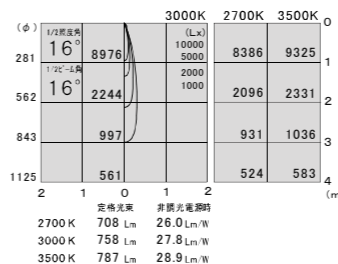 (φ) 3000K 2700K 3500K 0
1/2照度角 (Lx)
16° 10000
281 8976 5000 8386 9325 1
1/2ビーム角 2000
16° 1000
562 2244 2096 2331 2
843 997 931 1036 3
1125 561 524 583 4
2 1 0 1 2 (m
定格光束 非調光電源時
2700K 708 Lm 26.0 Lm/W
3000K 758 Lm 27.8 Lm/W
3500K 787 Lm 28.9 Lm/W